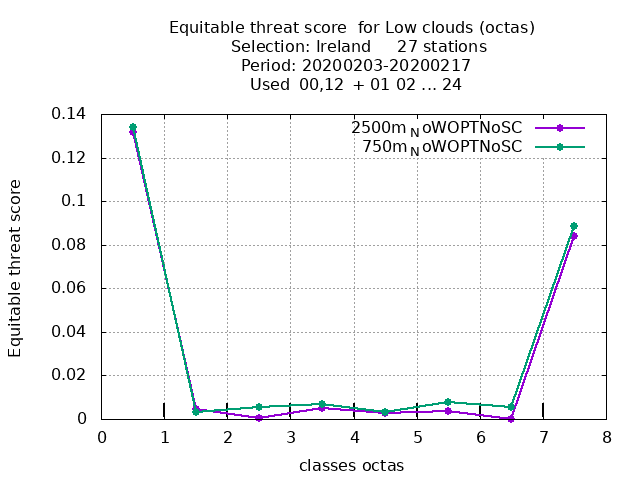 Equitable threat score for Low clouds (octas)
Selection: Ireland 27 stations
Period: 20200203-20200217
Used 00,12 + 01 02 ... 24
2500m_NoWOPTNoSC
750m_NoWOPTNoSC
0.14
0.12
0.1
0.08
0.06
0.04
0.02
0
Equitable threat score
0 1 2 3 4 5 6 7 8
classes octas